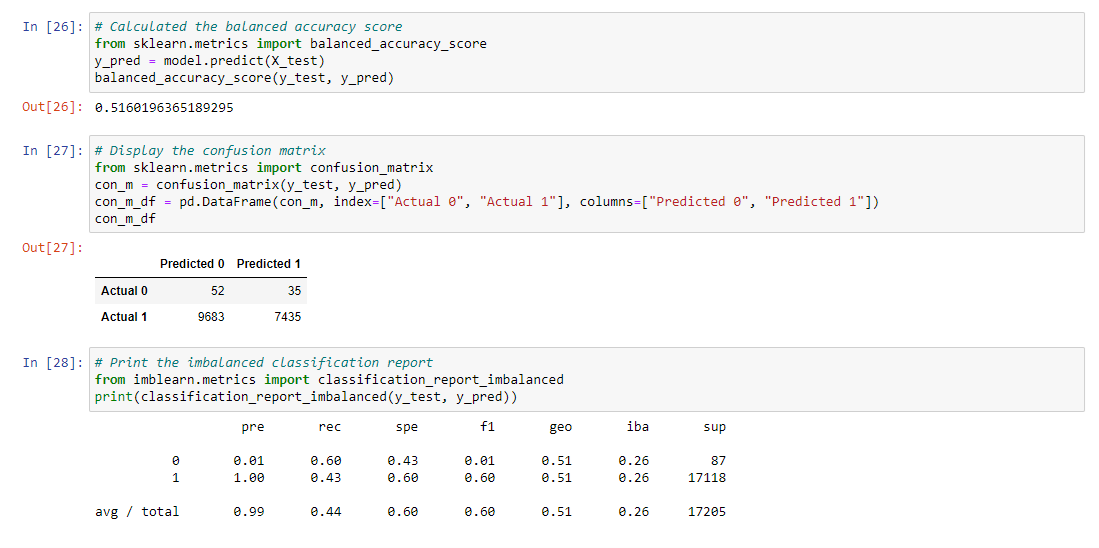 In [26]: # Calculated the balanced accuracy score
from sklearn.metrics import balanced_accuracy_score
y_pred = model.predict(X_test)
balanced_accuracy_score(y_test, y_pred)
Out[26]: 0.5160196365189295
In [27]: # Display the confusion matrix
from sklearn.metrics import confusion_matrix
con_m = confusion_matrix(y_test, y_pred)
con_m_df = pd.DataFrame(con_m, index=["Actual 0", "Actual 1"], columns=["Predicted 0", "Predicted 1"])
con_m_df
Out[27]:
Predicted 0 Predicted 1
Actual 0 52 35
Actual 1 9683 7435
In [28]: # Print the imbalanced classification report
from imblearn.metrics import classification_report_imbalanced
print(classification_report_imbalanced(y_test, y_pred))
pre rec spe f1 geo iba sup
0 0.01 0.60 0.43 0.01 0.51 0.26 87
1 1.00 0.43 0.60 0.60 0.51 0.26 17118
avg / total 0.99 0.44 0.60 0.60 0.51 0.26 17205